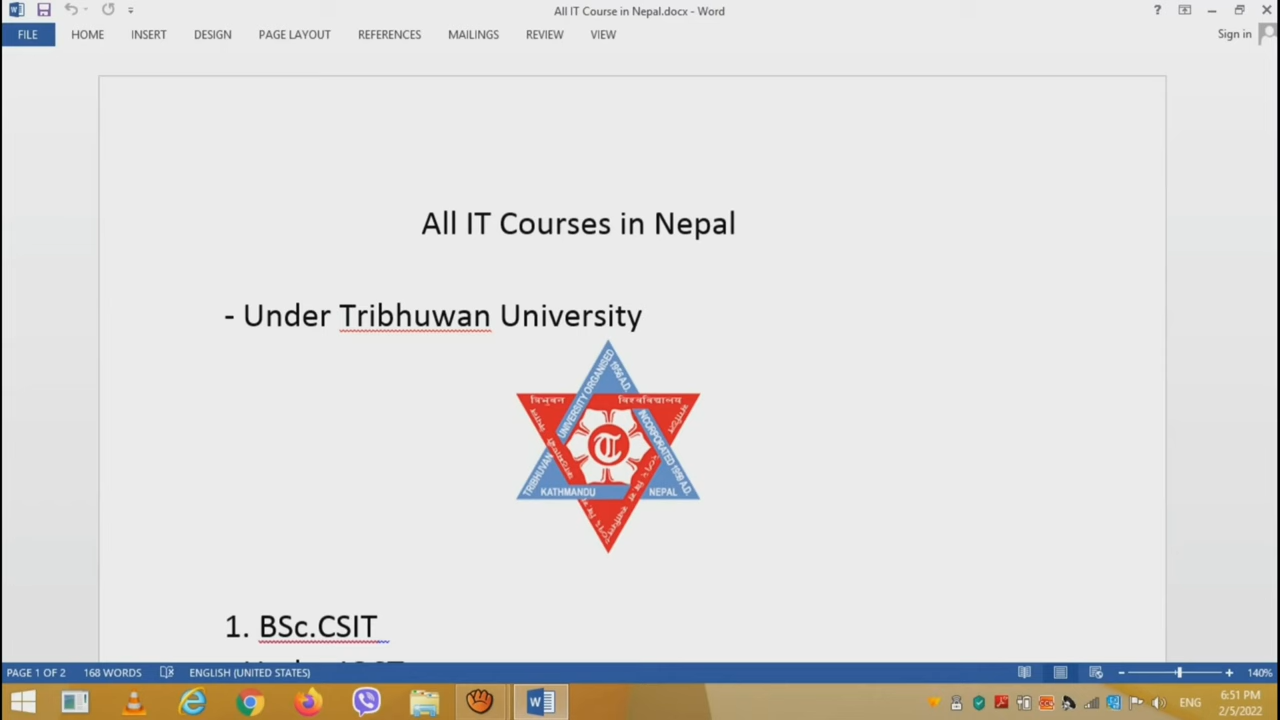 All IT Course in Nepal.docx - Word
?
Sign in
FILE HOME INSERT DESIGN PAGE LAYOUT REFERENCES MAILINGS REVIEW VIEW
All IT Courses in Nepal
- Under Tribhuwan University
UNIVERSITY ORGANISED
1956 A.D.
त्रिभुवन
विश्वविद्यालय
INCORPORATED 1956 A.D.
TRIBHUVAN
T
KATHMANDU
NEPAL
1. BSc.CSIT
PAGE 1 OF 2 168 WORDS ENGLISH (UNITED STATES) 140%
ENG
6:51 PM
2/5/2022